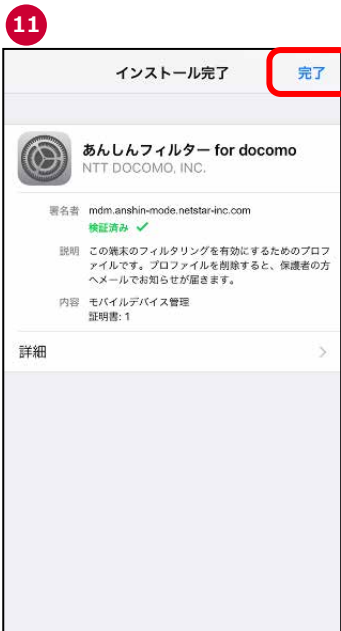 11
インストール完了 完了
あんしんフィルター for docomo
NTT DOCOMO, INC.
署名者 mdm.anshin-mode.netstar-inc.com
検証済み ✓
説明 この端末のフィルタリングを有効にするためのプロフ
ァイルです。プロファイルを削除すると、保護者の方
へメールでお知らせが届きます。
内容 モバイルデバイス管理
証明書: 1
詳細